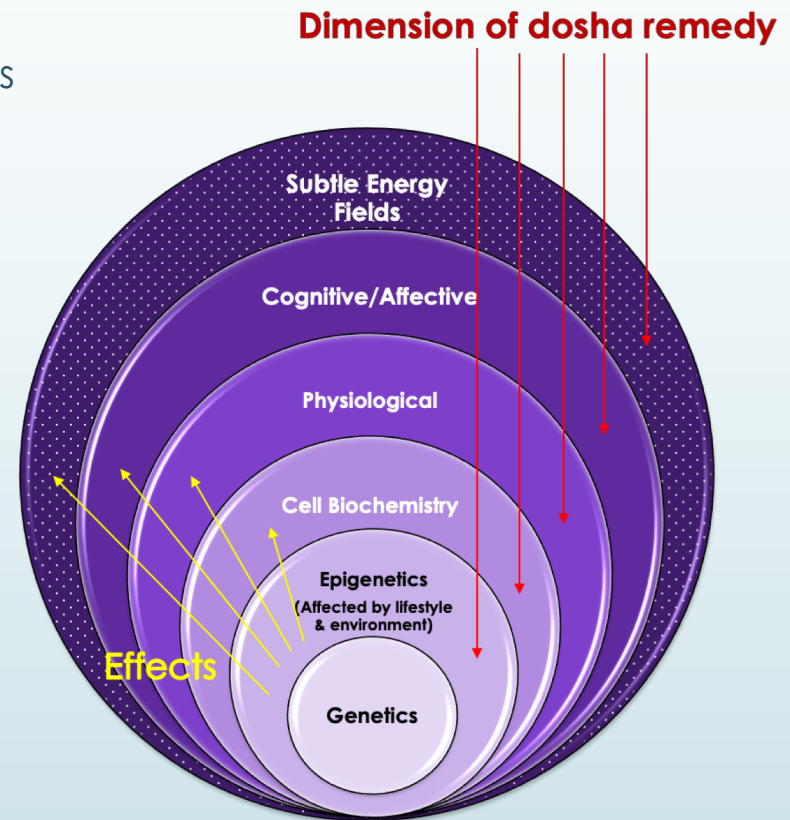 Dimension of dosha remedy
s
Subtle Energy
Fields
Cognitive/Affective
Physiological
Cell Biochemistry
Epigenetics
(Affected by lifestyle
& environment)
Effects
Genetics